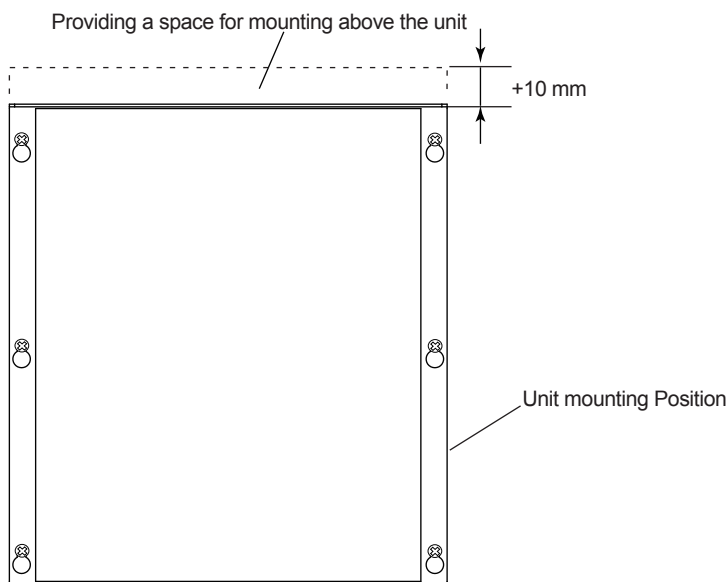 Providing a space for mounting above the unit
+10 mm
Unit mounting Position